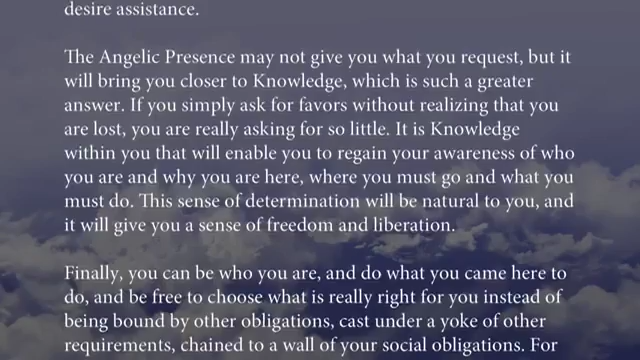 desire assistance.
The Angelic Presence may not give you what you request, but it
will bring you closer to Knowledge, which is such a greater
answer. If you simply ask for favors without realizing that you
are lost, you are really asking for so little. It is Knowledge
within you that will enable you to regain your awareness of who
you are and why you are here, where you must go and what you
must do. This sense of determination will be natural to you, and
it will give you a sense of freedom and liberation.
Finally, you can be who you are, and do what you came here to
do, and be free to choose what is really right for you instead of
being bound by other obligations, cast under a yoke of other
requirements, chained to a wall of your social obligations. For